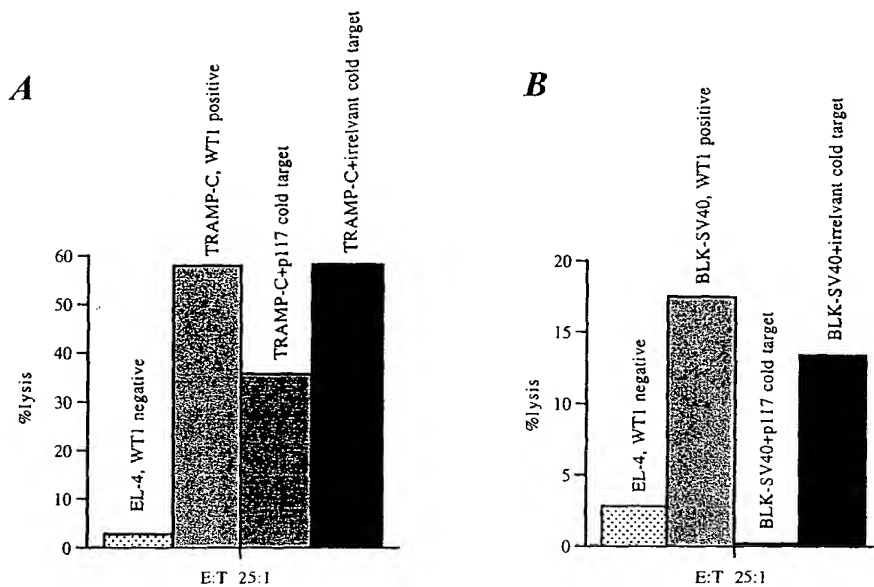 A
%lysis
60
50
40
30
20
10
0
EL-4, WT1 negative
TRAMP-C, WT1 positive
TRAMP-C+p117 cold target
TRAMP-C+irrelvant cold target
E:T 25:1
B
%lysis
20
15
10
5
0
EL-4, WT1 negative
BLK-SV40, WT1 positive
BLK-SV40+p117 cold target
BLK-SV40+irrelvant cold target
E:T 25:1